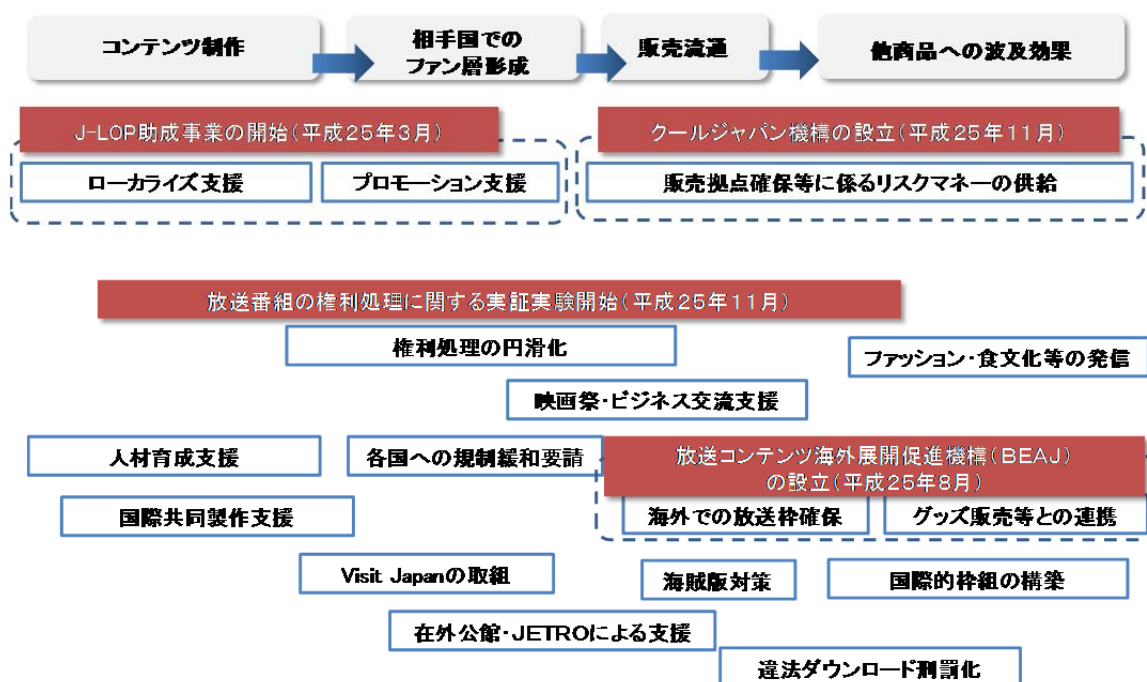 コンテンツ制作
相手国での
ファン層形成
販売流通
他商品への波及効果
J-LOP助成事業の開始(平成25年3月)
クールジャパン機構の設立(平成25年11月)
ローカライズ支援
プロモーション支援
販売拠点確保等に係るリスクマネーの供給
放送番組の権利処理に関する実証実験開始(平成25年11月)
権利処理の円滑化
ファッション・食文化等の発信
映画祭・ビジネス交流支援
人材育成支援
各国への規制緩和要請
放送コンテンツ海外展開促進機構(BEAJ)
の設立(平成25年8月)
国際共同製作支援
海外での放送枠確保
グッズ販売等との連携
Visit Japanの取組
海賊版対策
国際的枠組の構築
在外公館・JETROによる支援
違法ダウンロード刑罰化